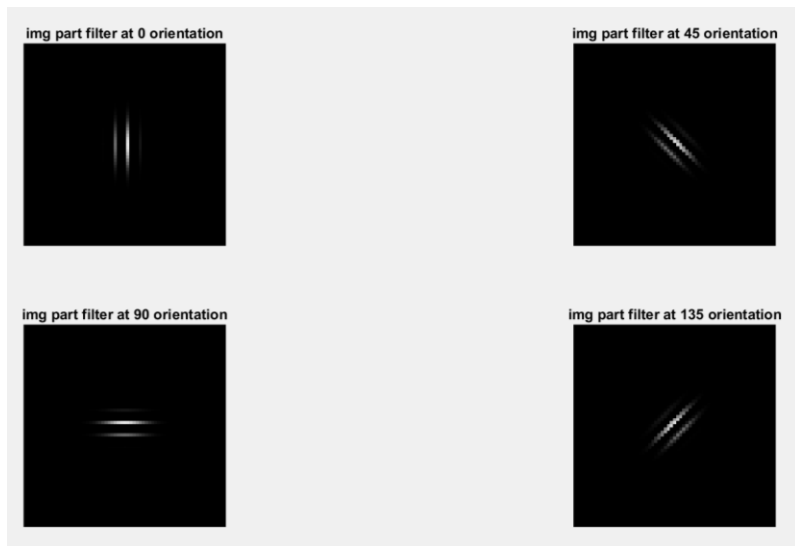 img part filter at 0 orientation
img part filter at 45 orientation
img part filter at 90 orientation
img part filter at 135 orientation